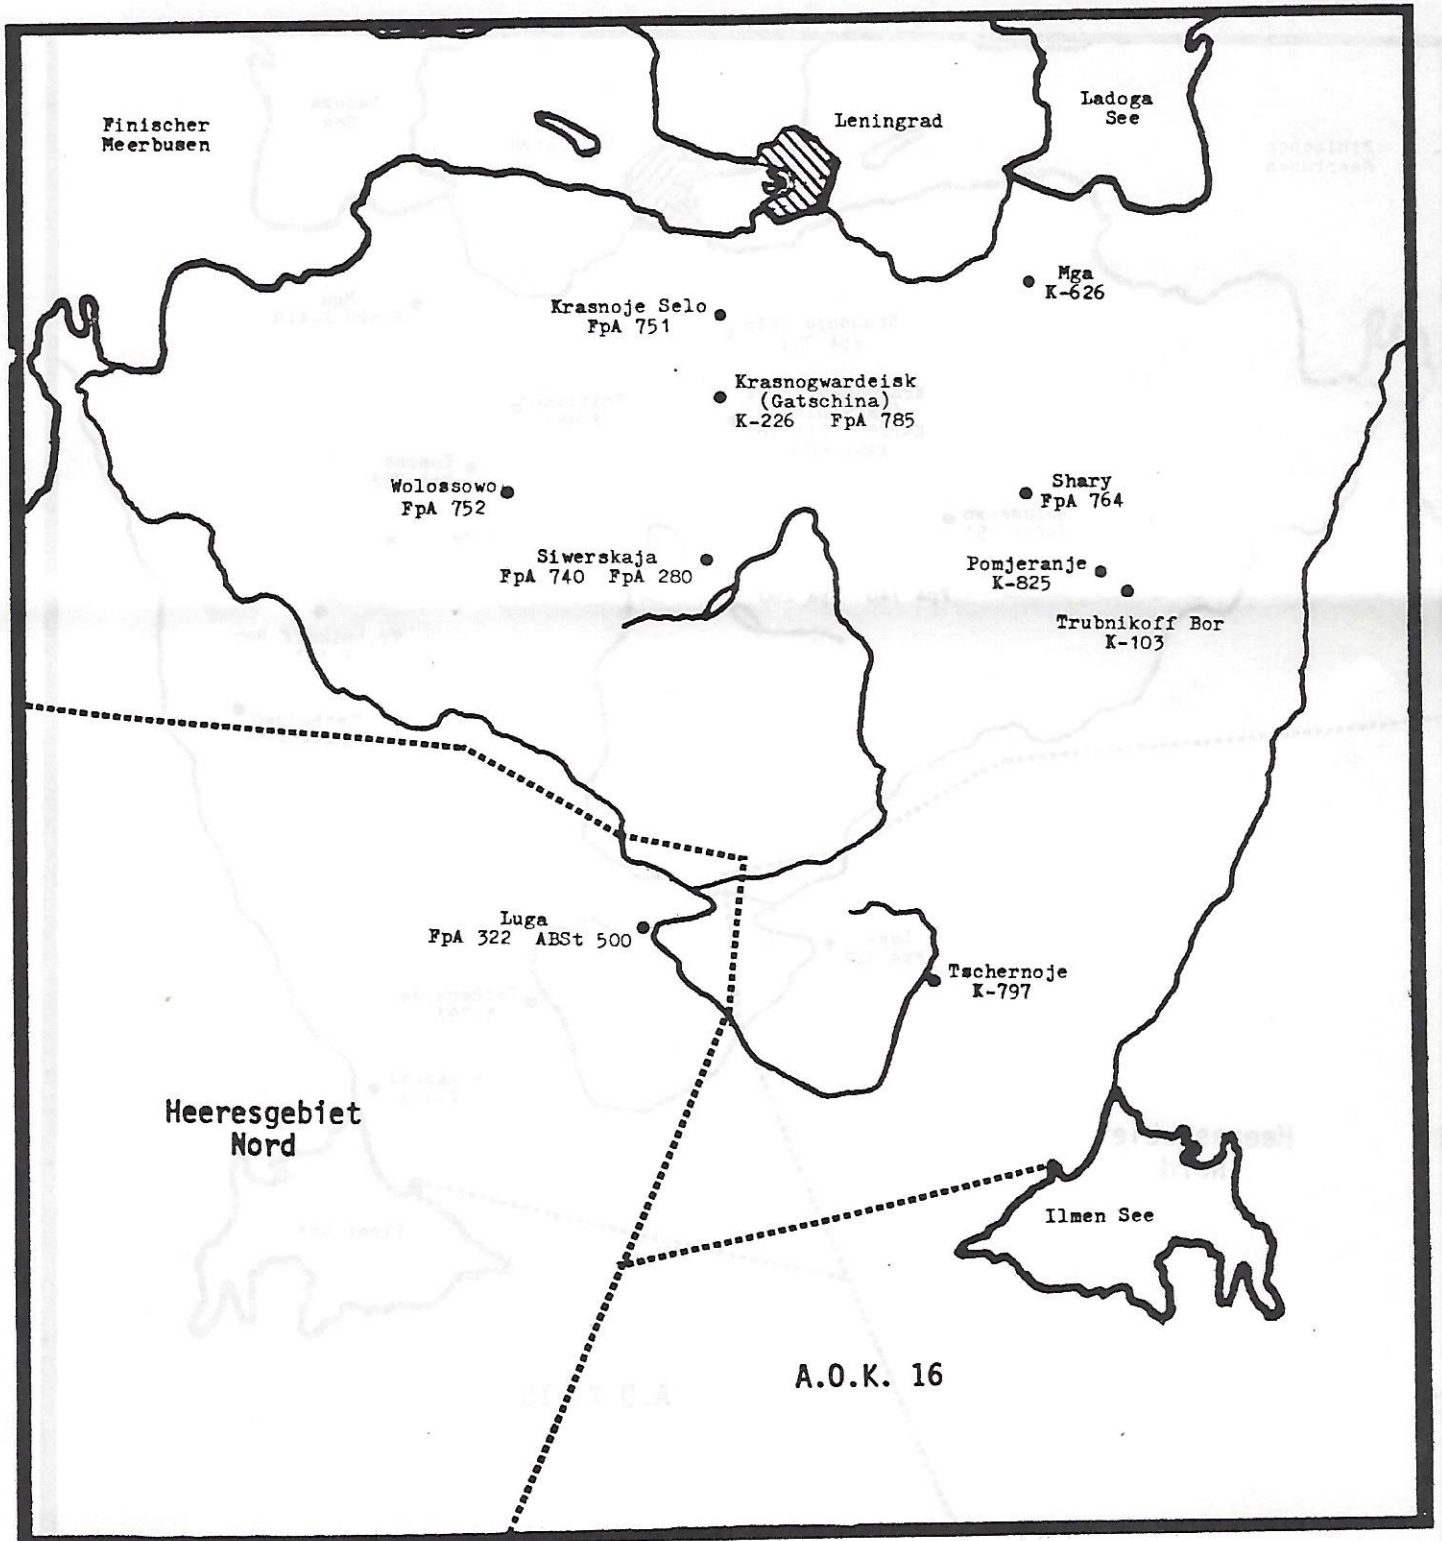 Finischer
Meerbusen
Leningrad
Ladoga
See
Mga
K-626
Krasnoje Selo
FpA 751
Krasnogwardeisk
(Gatschina)
K-226 FpA 785
Wolossowo
FpA 752
Shary
FpA 764
Siwerskaja
FpA 740 FpA 280
Pomjeranje
K-825
Trubnikoff Bor
K-103
Luga
FpA 322 ABSt 500
Tschernoje
K-797
Heeresgebiet
Nord
Ilmen See
A.O.K. 16